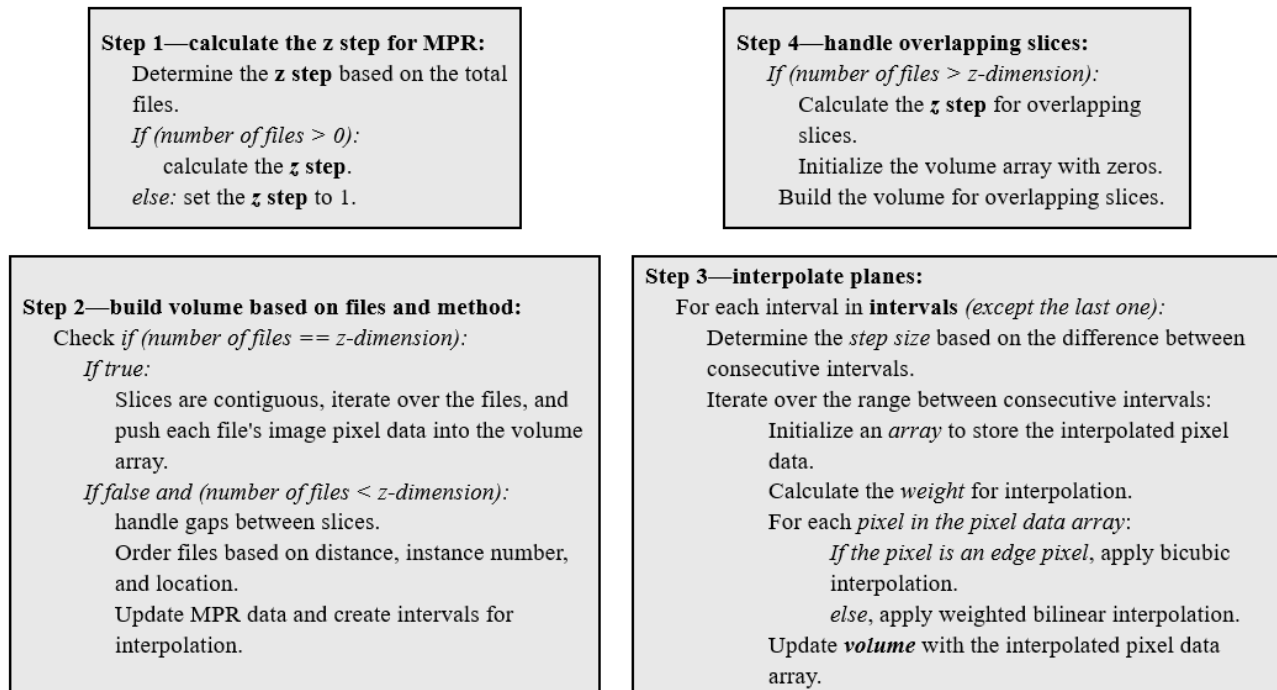 Step 1—calculate the z step for MPR:
Determine the z step based on the total
files.
If (number of files > 0):
calculate the z step.
else: set the z step to 1.
Step 4—handle overlapping slices:
If (number of files > z-dimension):
Calculate the z step for overlapping
slices.
Initialize the volume array with zeros.
Build the volume for overlapping slices.
Step 2—build volume based on files and method:
Check if (number of files == z-dimension):
If true:
Slices are contiguous, iterate over the files, and
push each file's image pixel data into the volume
array.
If false and (number of files < z-dimension):
handle gaps between slices.
Order files based on distance, instance number,
and location.
Update MPR data and create intervals for
interpolation.
Step 3—interpolate planes:
For each interval in intervals (except the last one):
Determine the step size based on the difference between
consecutive intervals.
Iterate over the range between consecutive intervals:
Initialize an array to store the interpolated pixel
data.
Calculate the weight for interpolation.
For each pixel in the pixel data array:
If the pixel is an edge pixel, apply bicubic
interpolation.
else, apply weighted bilinear interpolation.
Update volume with the interpolated pixel data
array.